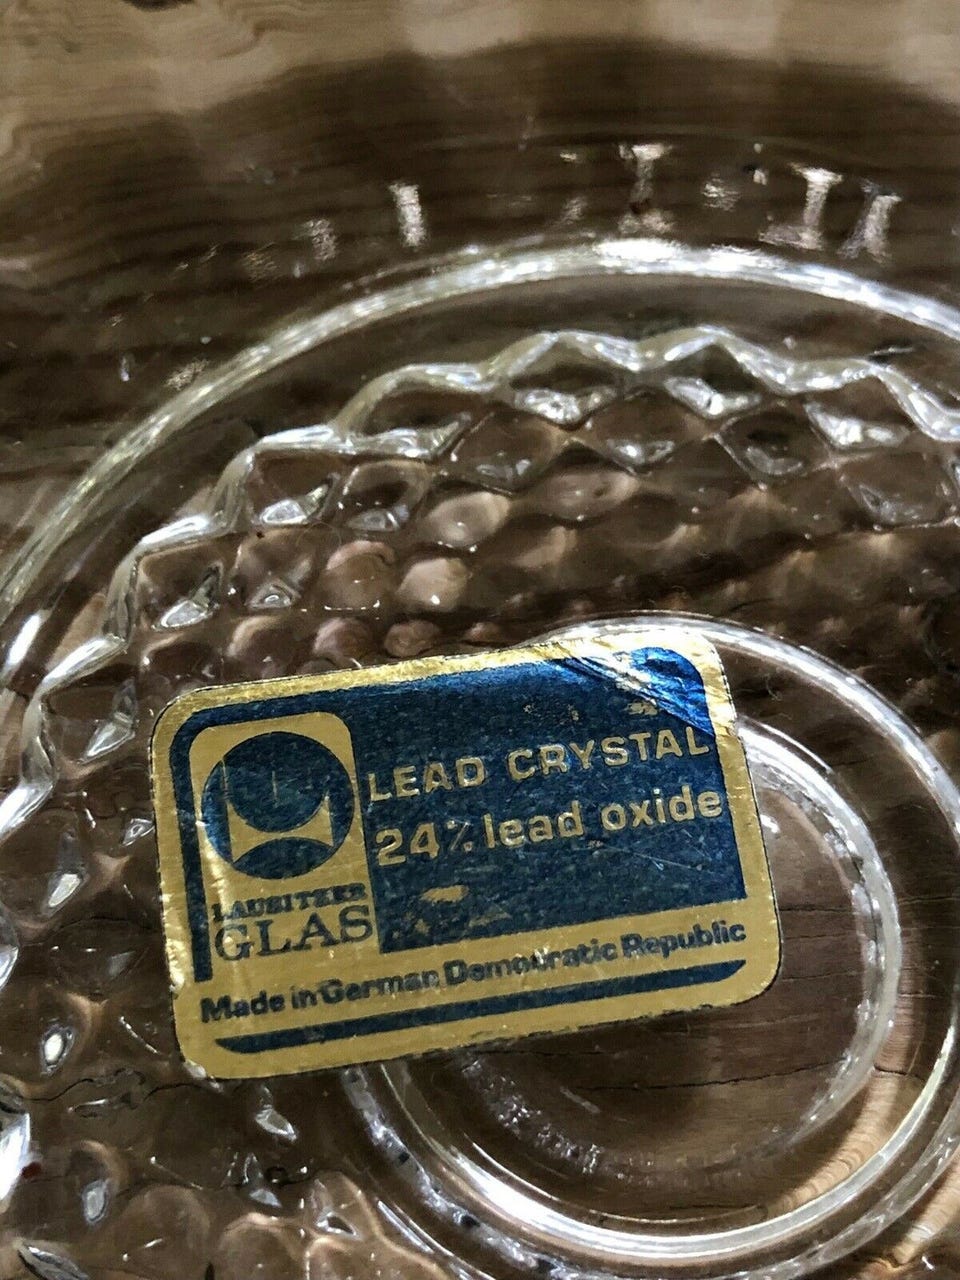 LEAD CRYSTAL
24% lead oxide
LAUSITZER
GLAS
Made in German Democratic Republic